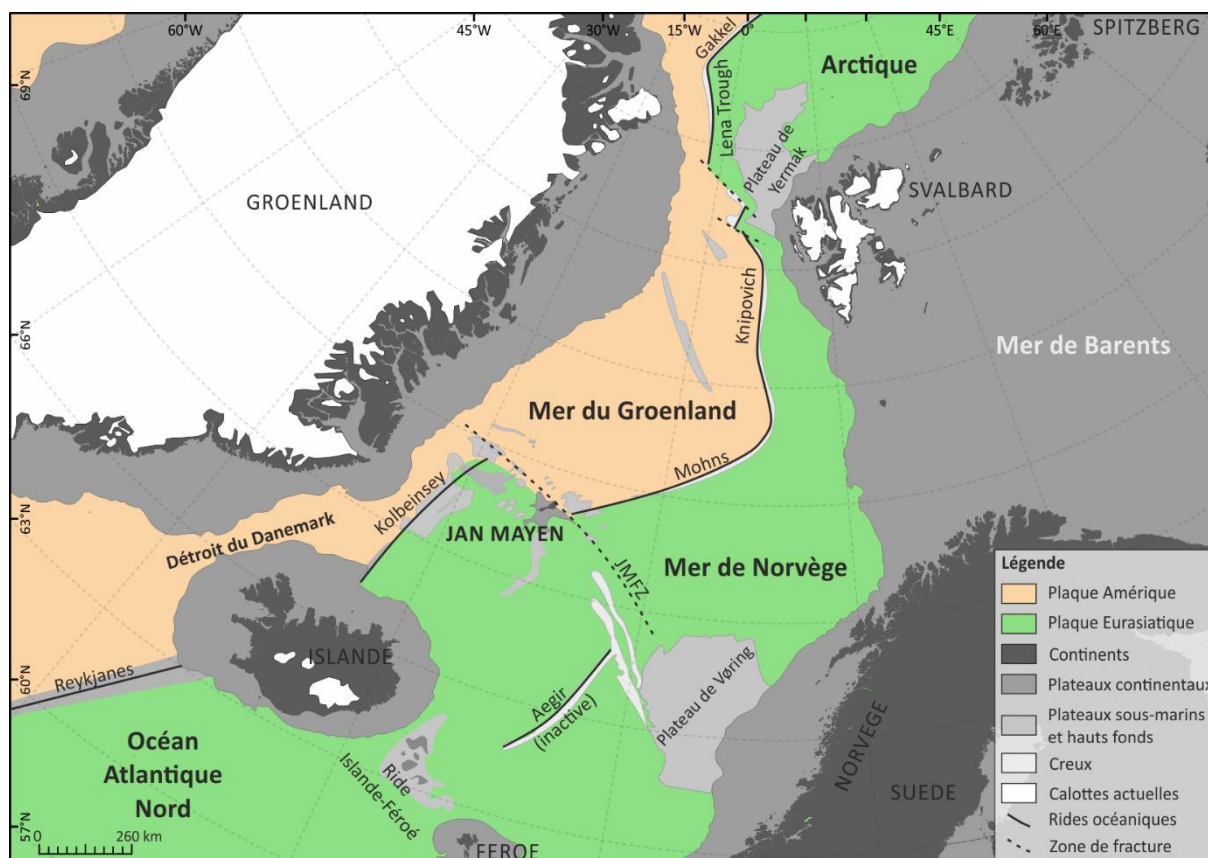 60°W
45°W
30°W
15°W
0°
45°E
60°E
SPITZBERG
Gakkel
Arctique
69°N
Lena Trough
Plateau de
Yermak
SVALBARD
GROENLAND
Knipovich
66°N
Mer de Barents
Mer du Groenland
Mohns
Kolbeinsey
63°N
Détroit du Danemark
JAN MAYEN
JMFZ
Mer de Norvège
ISLANDE
Reykjanes
60°N
Aegir
(inactive)
Plateau de Vøring
Océan
Atlantique
Nord
Ride
Islande-Féroé
NORVEGE
SUEDE
57°N
0 260 km
FEROE
Légende
Plaque Amérique
Plaque Eurasiatique
Continents
Plateaux continentaux
Plateaux sous-marins
et hauts fonds
Creux
Calottes actuelles
Rides océaniques
Zone de fracture